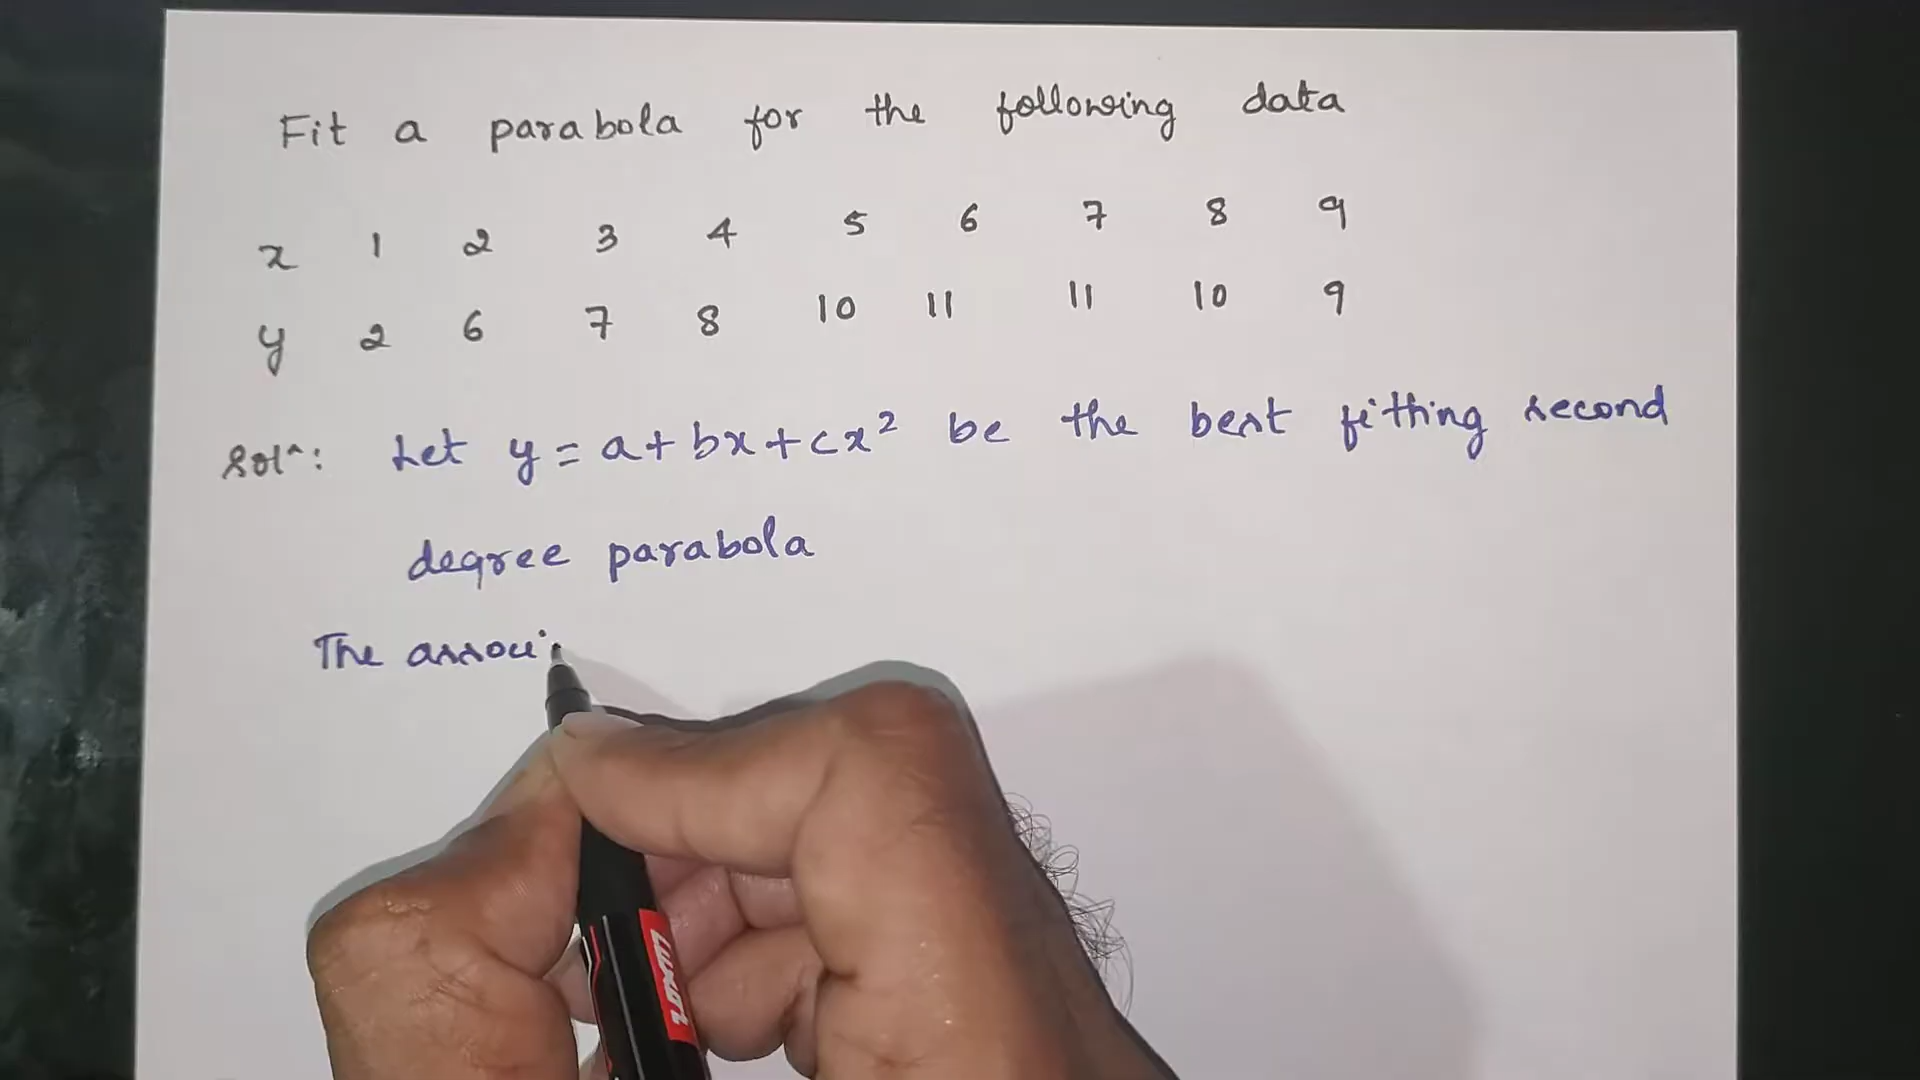 Fit a parabola for the following data
x 1 2 3 4 5 6 7 8 9
y 2 6 7 8 10 11 11 10 9
Solⁿ: Let y = a + bx + cx² be the best fitting second
degree parabola
The associ